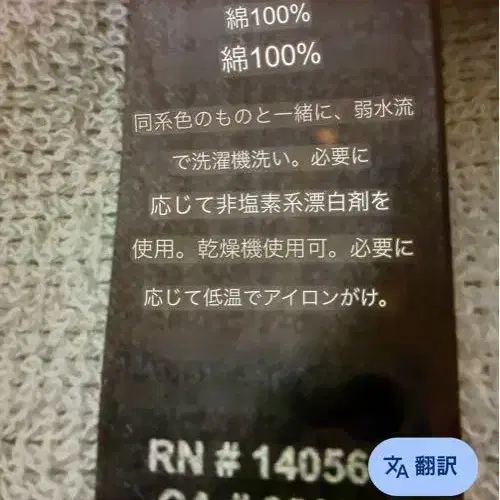 綿100%
綿100%
同系色のものと一緒に、弱水流
で洗濯機洗い。必要に
応じて非塩素系漂白剤を
使用。乾燥機使用可。必要に
応じて低温でアイロンがけ。
RN # 14056
翻訳